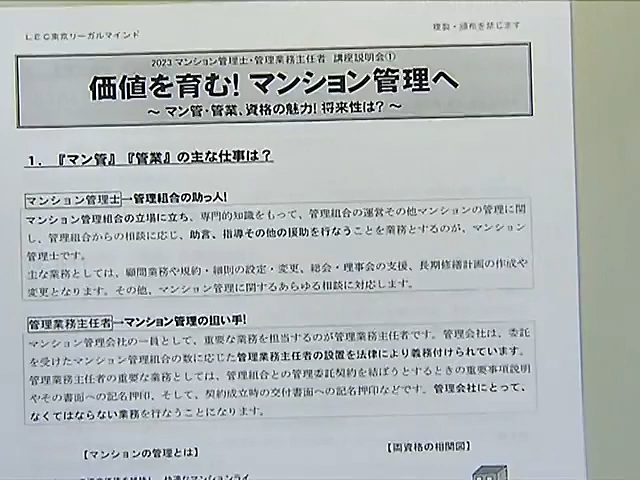 LEC東京リーガルマインド
複製・頒布を禁じます
2023 マンション管理士・管理業務主任者 講座説明会①
価値を育む! マンション管理へ
～ マン管・管業、資格の魅力! 将来性は? ～
1. 『マン管』『管業』の主な仕事は?
マンション管理士→管理組合の助っ人!
マンション管理組合の立場に立ち、専門的知識をもって、管理組合の運営その他マンションの管理に関
し、管理組合からの相談に応じ、助言、指導その他の援助を行なうことを業務とするのが、マンション
管理士です。
主な業務としては、顧問業務や規約・細則の設定・変更、総会・理事会の支援、長期修繕計画の作成や
変更となります。その他、マンション管理に関するあらゆる相談に対応します。
管理業務主任者→マンション管理の担い手!
マンション管理会社の一員として、重要な業務を担当するのが管理業務主任者です。管理会社は、委託
を受けたマンション管理組合の数に応じた管理業務主任者の設置を法律により義務付けられています。
管理業務主任者の重要な業務としては、管理組合との管理委託契約を結ぼうとするときの重要事項説明
やその書面への記名押印、そして、契約成立時の交付書面への記名押印などです。管理会社にとって、
なくてはならない業務を行なうことになります。
【マンションの管理とは】
【両資格の相関図】